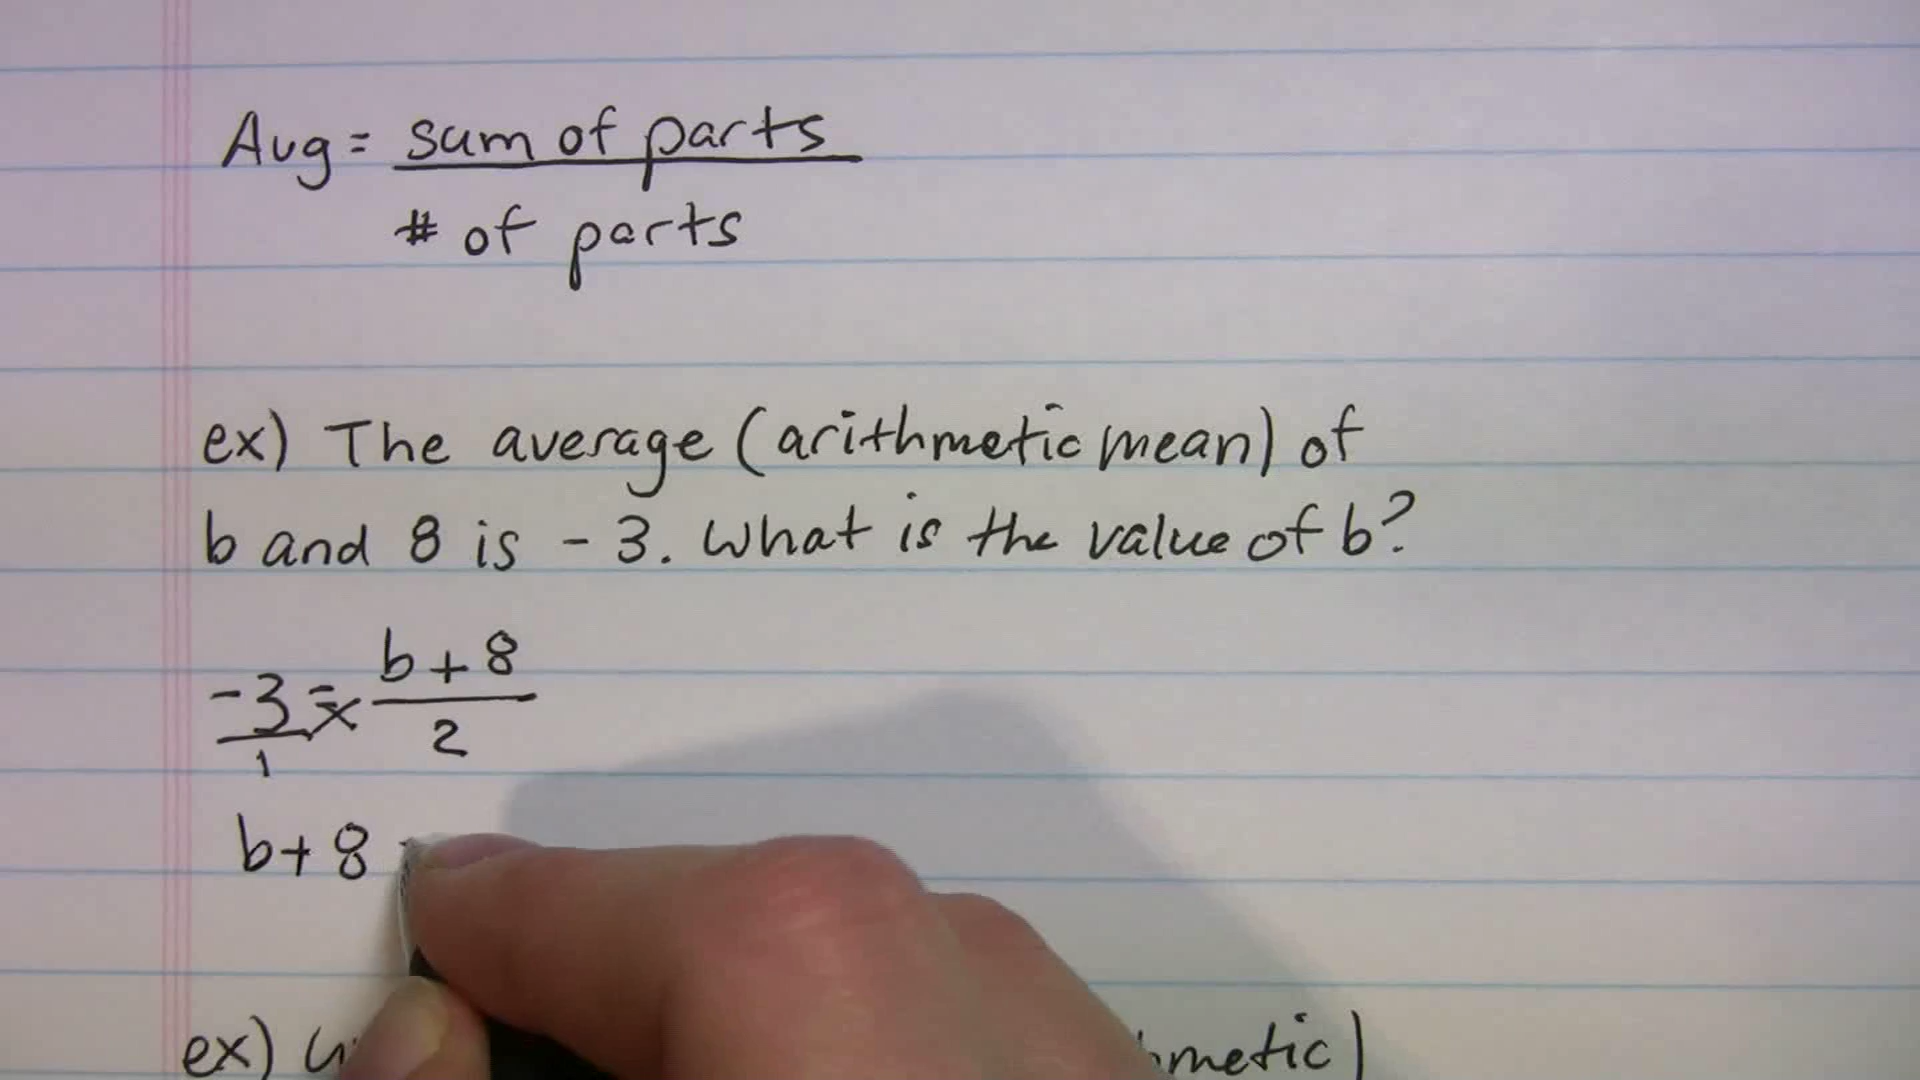 Avg = sum of parts
# of parts
ex) The average (arithmetic mean) of
b and 8 is -3. What is the value of b?
b + 8
-3 =
2
1
b + 8
ex)